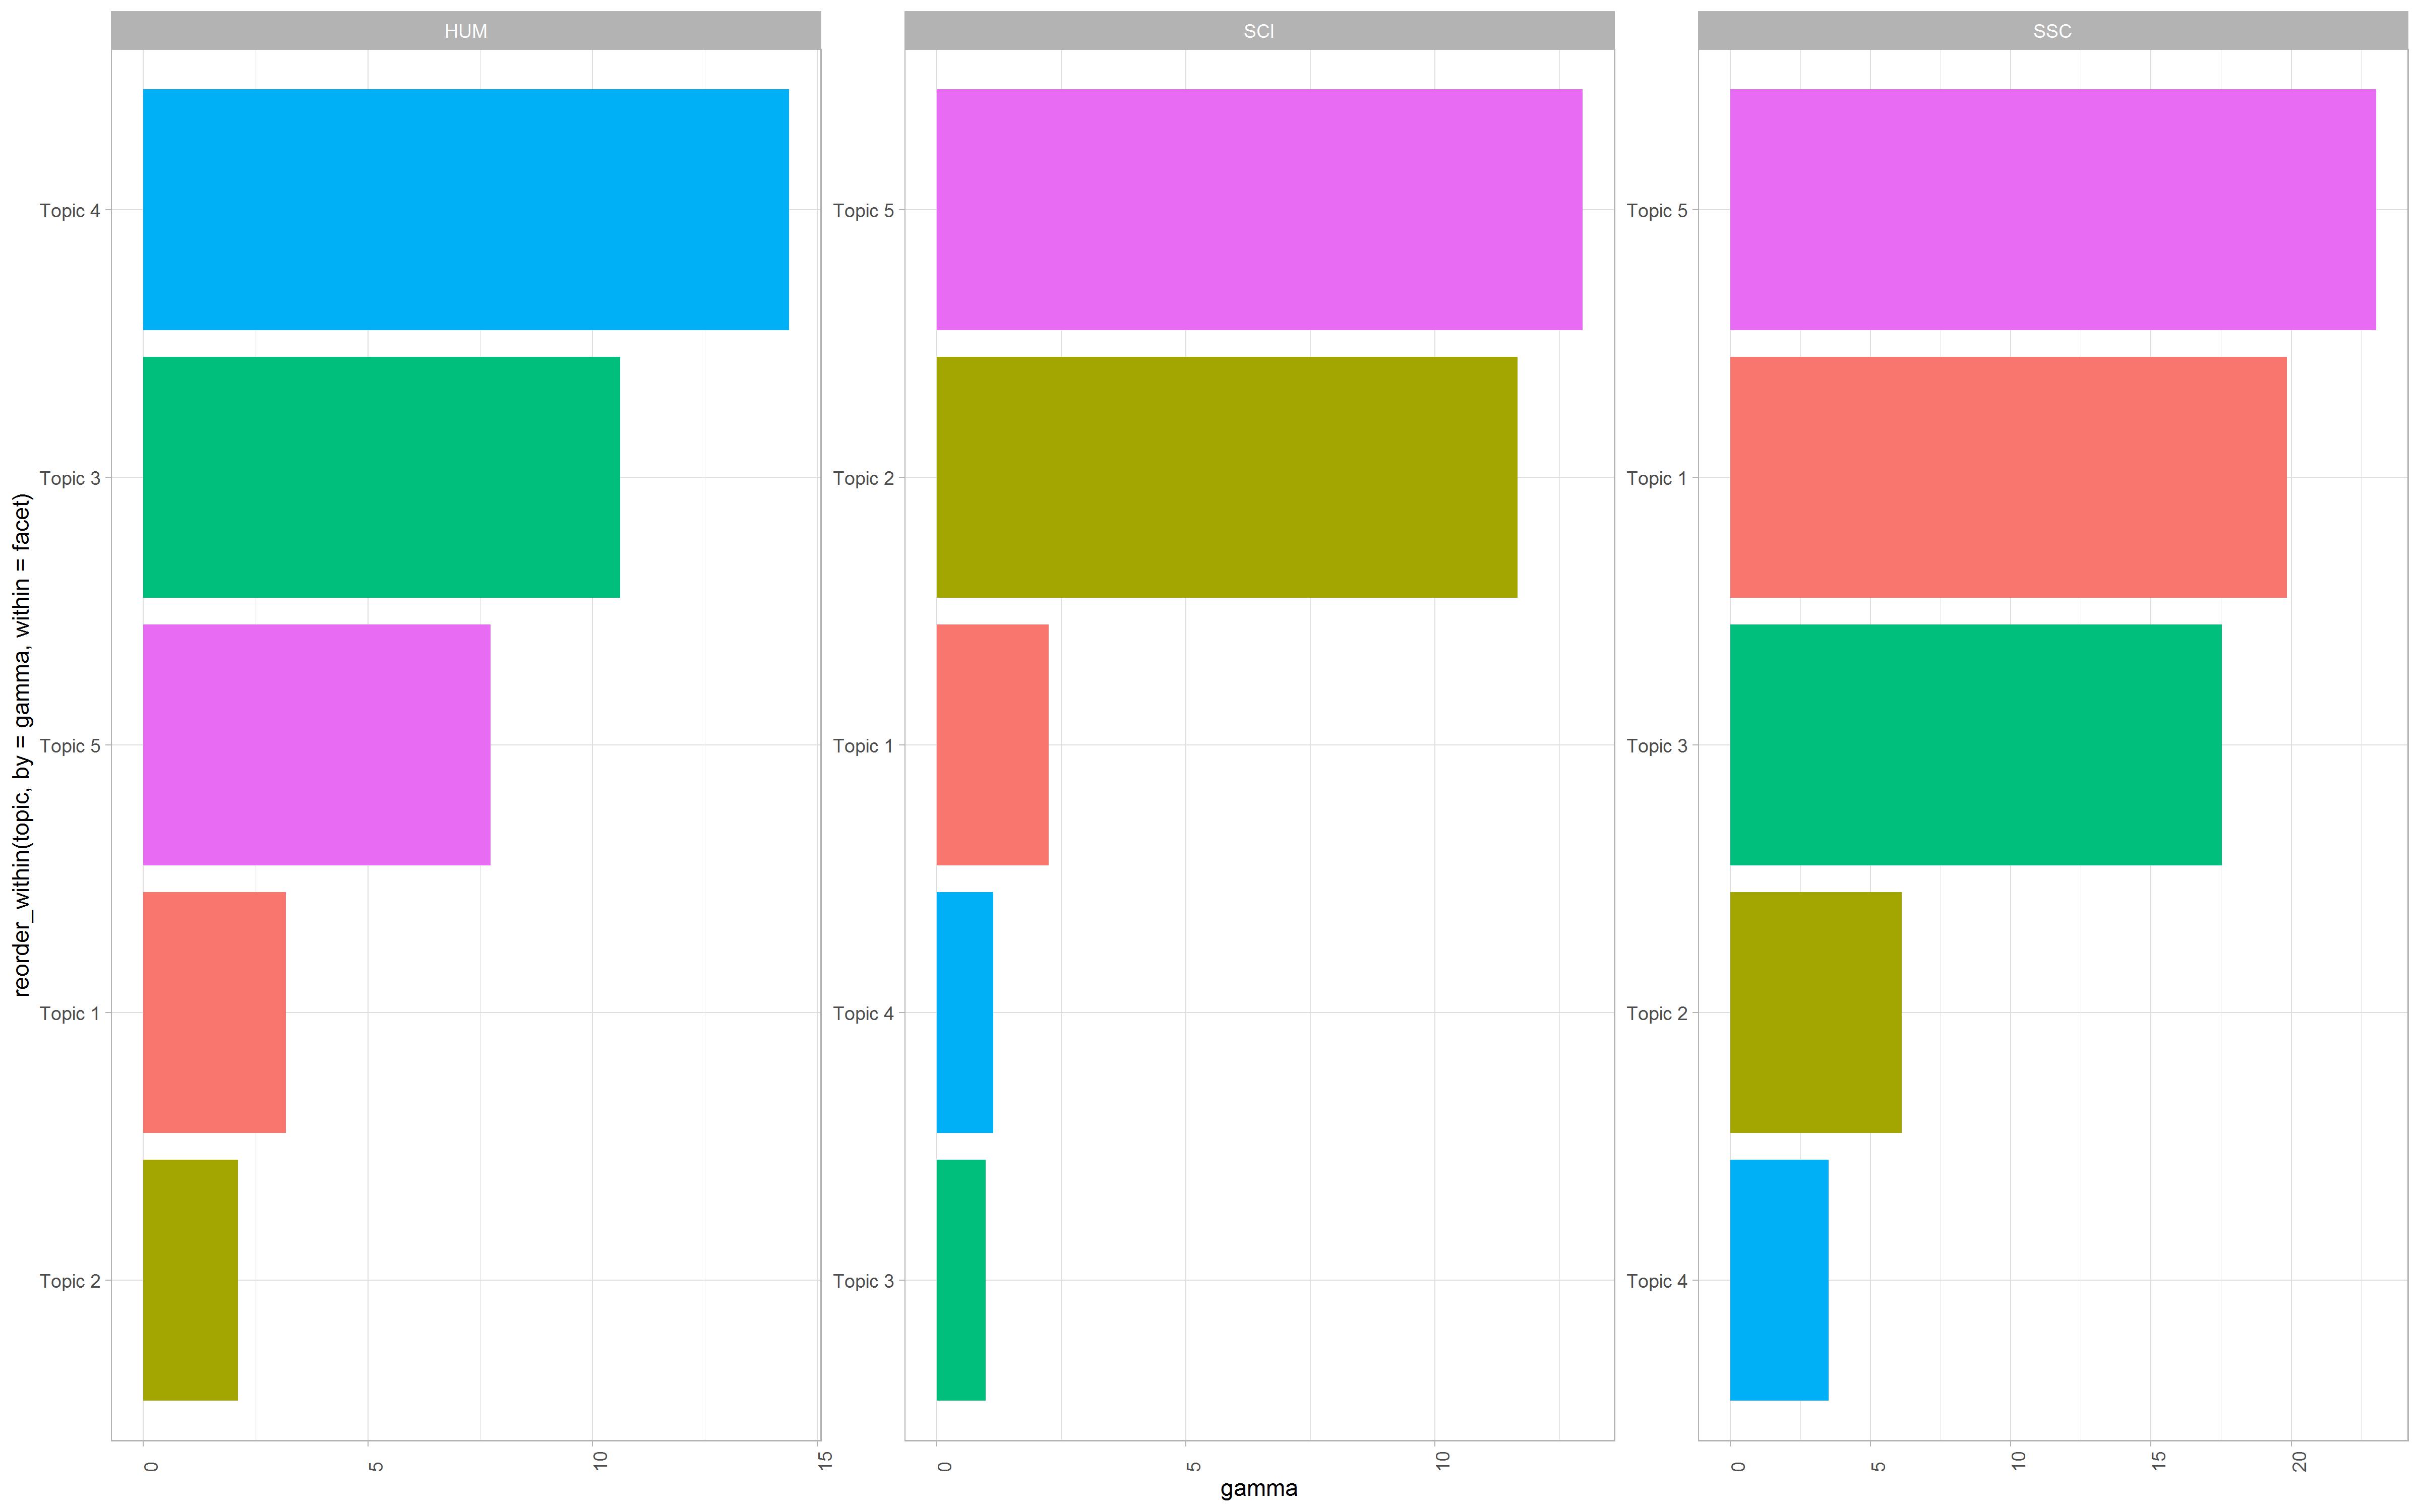 HUM
SCI
SSC
reorder_within(topic, by = gamma, within = facet)
Topic 4
Topic 3
Topic 5
Topic 1
Topic 2
Topic 5
Topic 2
Topic 1
Topic 4
Topic 3
Topic 5
Topic 1
Topic 3
Topic 2
Topic 4
0 5 10 15
0 5 10
0 5 10 15 20
gamma